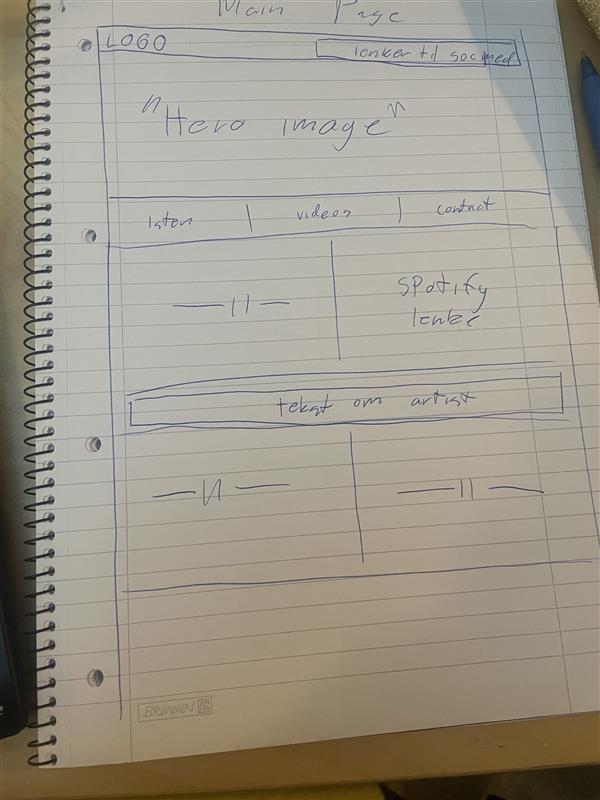 Main Page
LOGO
lenker til socmed
"Hero image"
listen | videos | contact
— 11 —
SPotify
lenke
tekst om artist
— 11 —
— 11 —
BRUNNEN